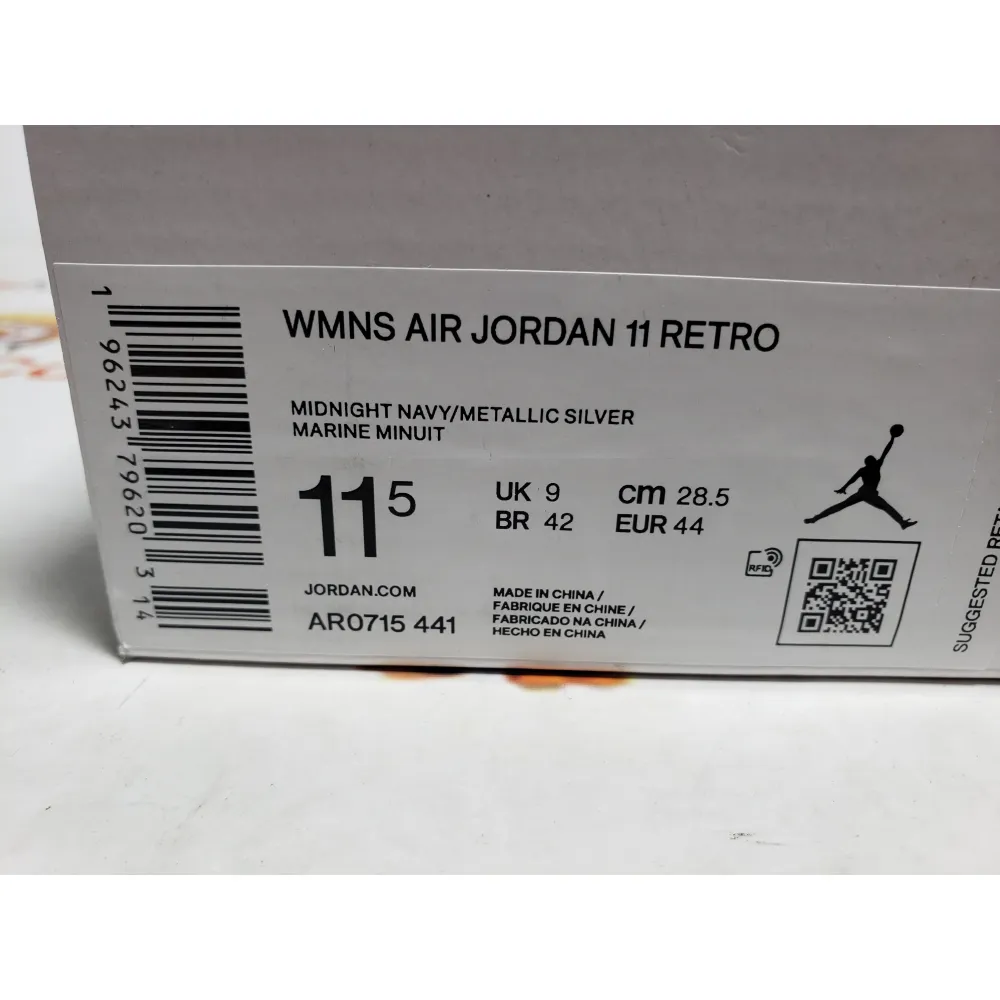 WMNS AIR JORDAN 11 RETRO
MIDNIGHT NAVY/METALLIC SILVER
MARINE MINUIT
11 5
UK 9
BR 42
cm 28.5
EUR 44
JORDAN.COM
AR0715 441
MADE IN CHINA /
FABRIQUE EN CHINE /
FABRICADO NA CHINA /
HECHO EN CHINA
RFID
1 96243 79620 3 14
SUGGESTED